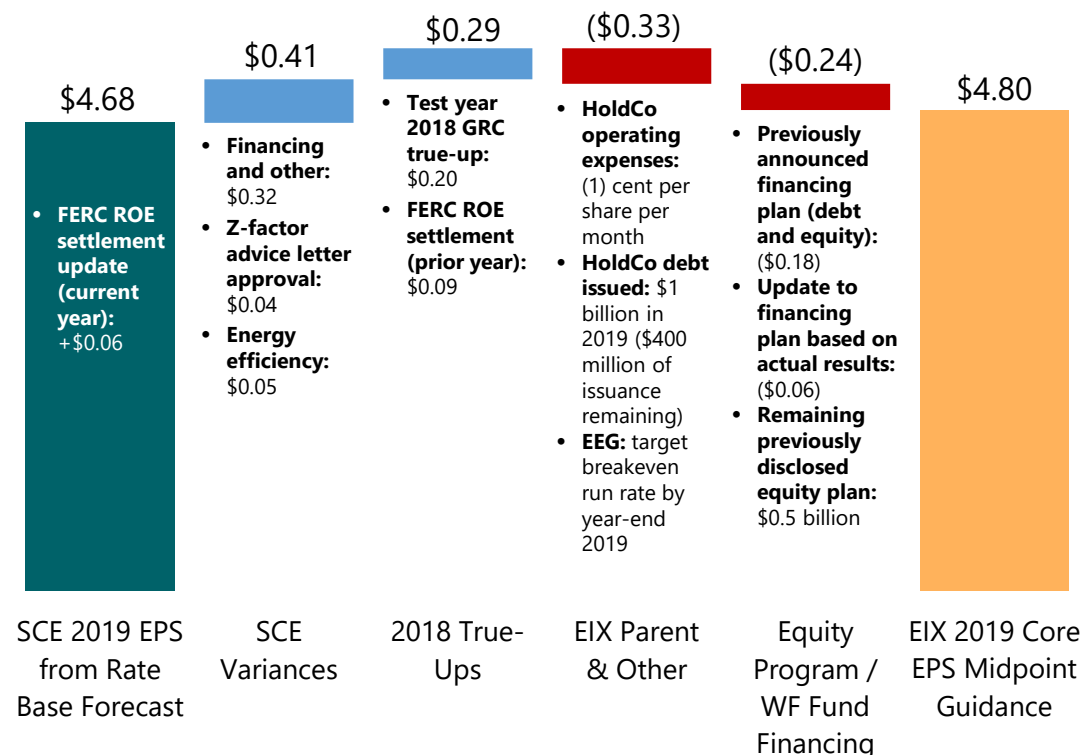 $4.68
• FERC ROE
settlement
update
(current
year):
+$0.06
SCE 2019 EPS
from Rate
Base Forecast
$0.41
• Financing
and other:
$0.32
• Z-factor
advice letter
approval:
$0.04
• Energy
efficiency:
$0.05
SCE
Variances
$0.29
• Test year
2018 GRC
true-up:
$0.20
• FERC ROE
settlement
(prior year):
$0.09
2018 True-
Ups
($0.33)
• HoldCo
operating
expenses:
(1) cent per
share per
month
• HoldCo debt
issued: $1
billion in
2019 ($400
million of
issuance
remaining)
• EEG: target
breakeven
run rate by
year-end
2019
EIX Parent
& Other
($0.24)
• Previously
announced
financing
plan (debt
and equity):
($0.18)
• Update to
financing
plan based on
actual results:
($0.06)
• Remaining
previously
disclosed
equity plan:
$0.5 billion
Equity
Program /
WF Fund
Financing
$4.80
EIX 2019 Core
EPS Midpoint
Guidance